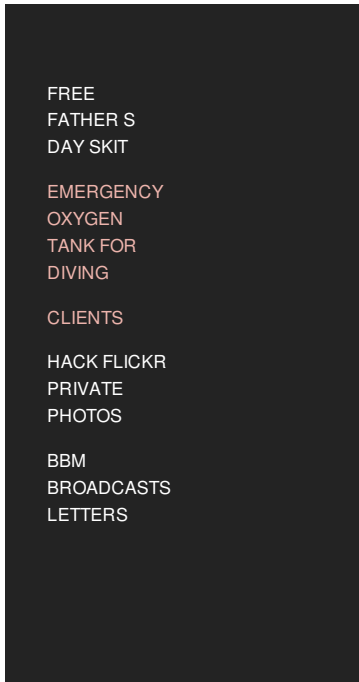 FREE
FATHER S
DAY SKIT
EMERGENCY
OXYGEN
TANK FOR
DIVING
CLIENTS
HACK FLICKR
PRIVATE
PHOTOS
BBM
BROADCASTS
LETTERS